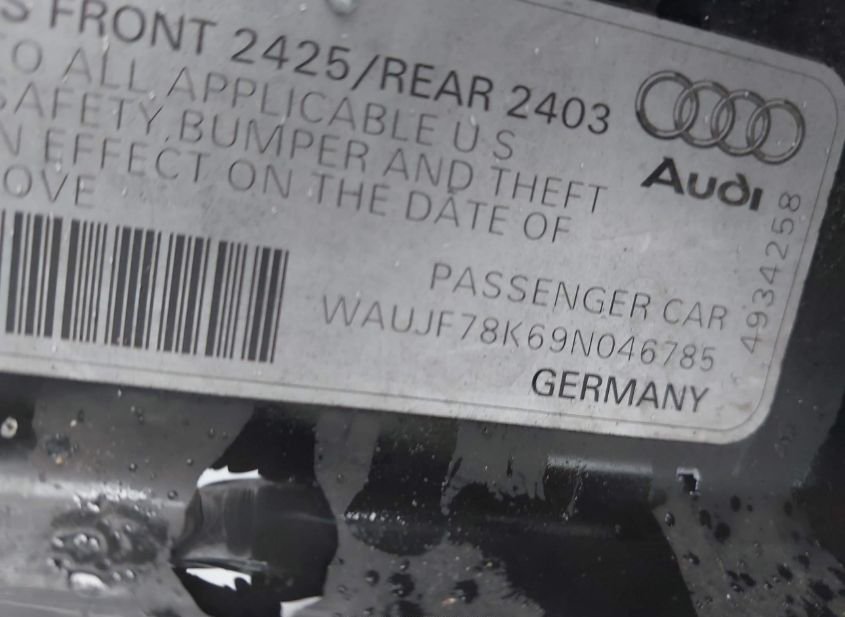 S FRONT 2425/REAR 2403
O ALL APPLICABLE U S
SAFETY, BUMPER AND THEFT
N EFFECT ON THE DATE OF
OVE
Audi
PASSENGER CAR
WAUJF78K69N046785
GERMANY
4934258